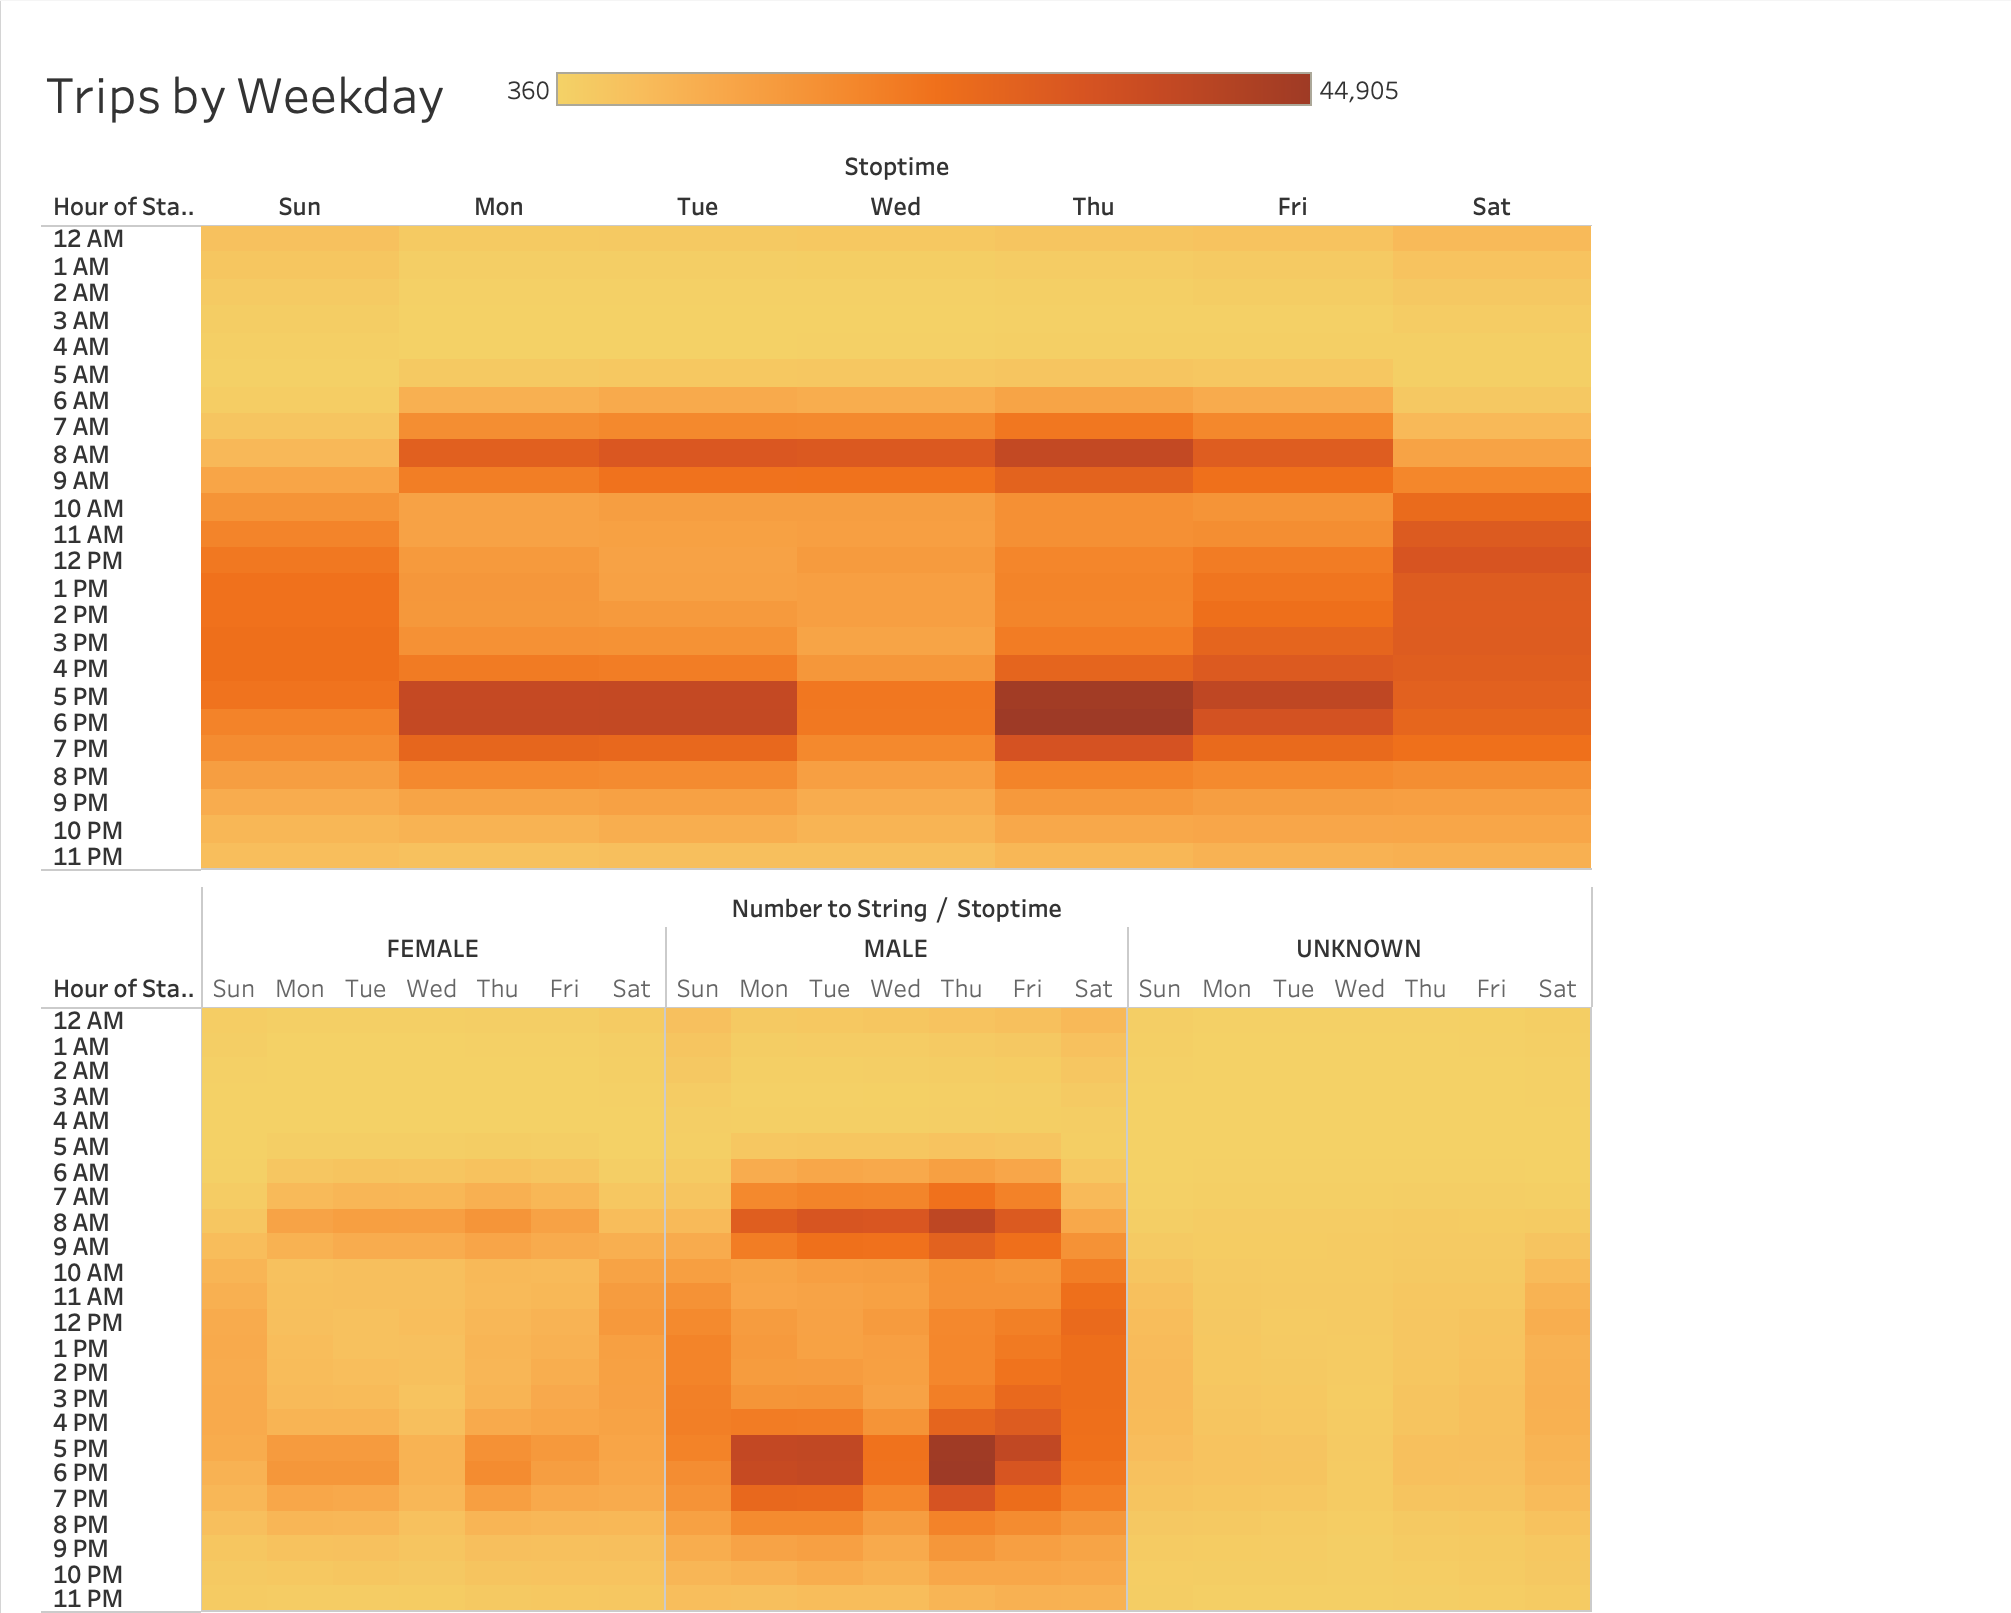 Trips by Weekday
360 44,905
Stoptime
Hour of Sta.. Sun Mon Tue Wed Thu Fri Sat
12 AM
1 AM
2 AM
3 AM
4 AM
5 AM
6 AM
7 AM
8 AM
9 AM
10 AM
11 AM
12 PM
1 PM
2 PM
3 PM
4 PM
5 PM
6 PM
7 PM
8 PM
9 PM
10 PM
11 PM
Number to String / Stoptime
FEMALE MALE UNKNOWN
Hour of Sta.. Sun Mon Tue Wed Thu Fri Sat Sun Mon Tue Wed Thu Fri Sat Sun Mon Tue Wed Thu Fri Sat
12 AM
1 AM
2 AM
3 AM
4 AM
5 AM
6 AM
7 AM
8 AM
9 AM
10 AM
11 AM
12 PM
1 PM
2 PM
3 PM
4 PM
5 PM
6 PM
7 PM
8 PM
9 PM
10 PM
11 PM